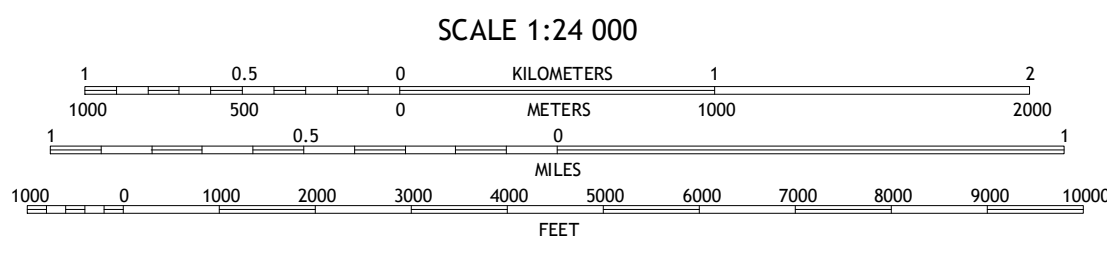 SCALE 1:24 000
1 0.5 0 KILOMETERS 1 2
1000 500 0 METERS 1000 2000
1 0.5 0 1
MILES
1000 0 1000 2000 3000 4000 5000 6000 7000 8000 9000 10000
FEET